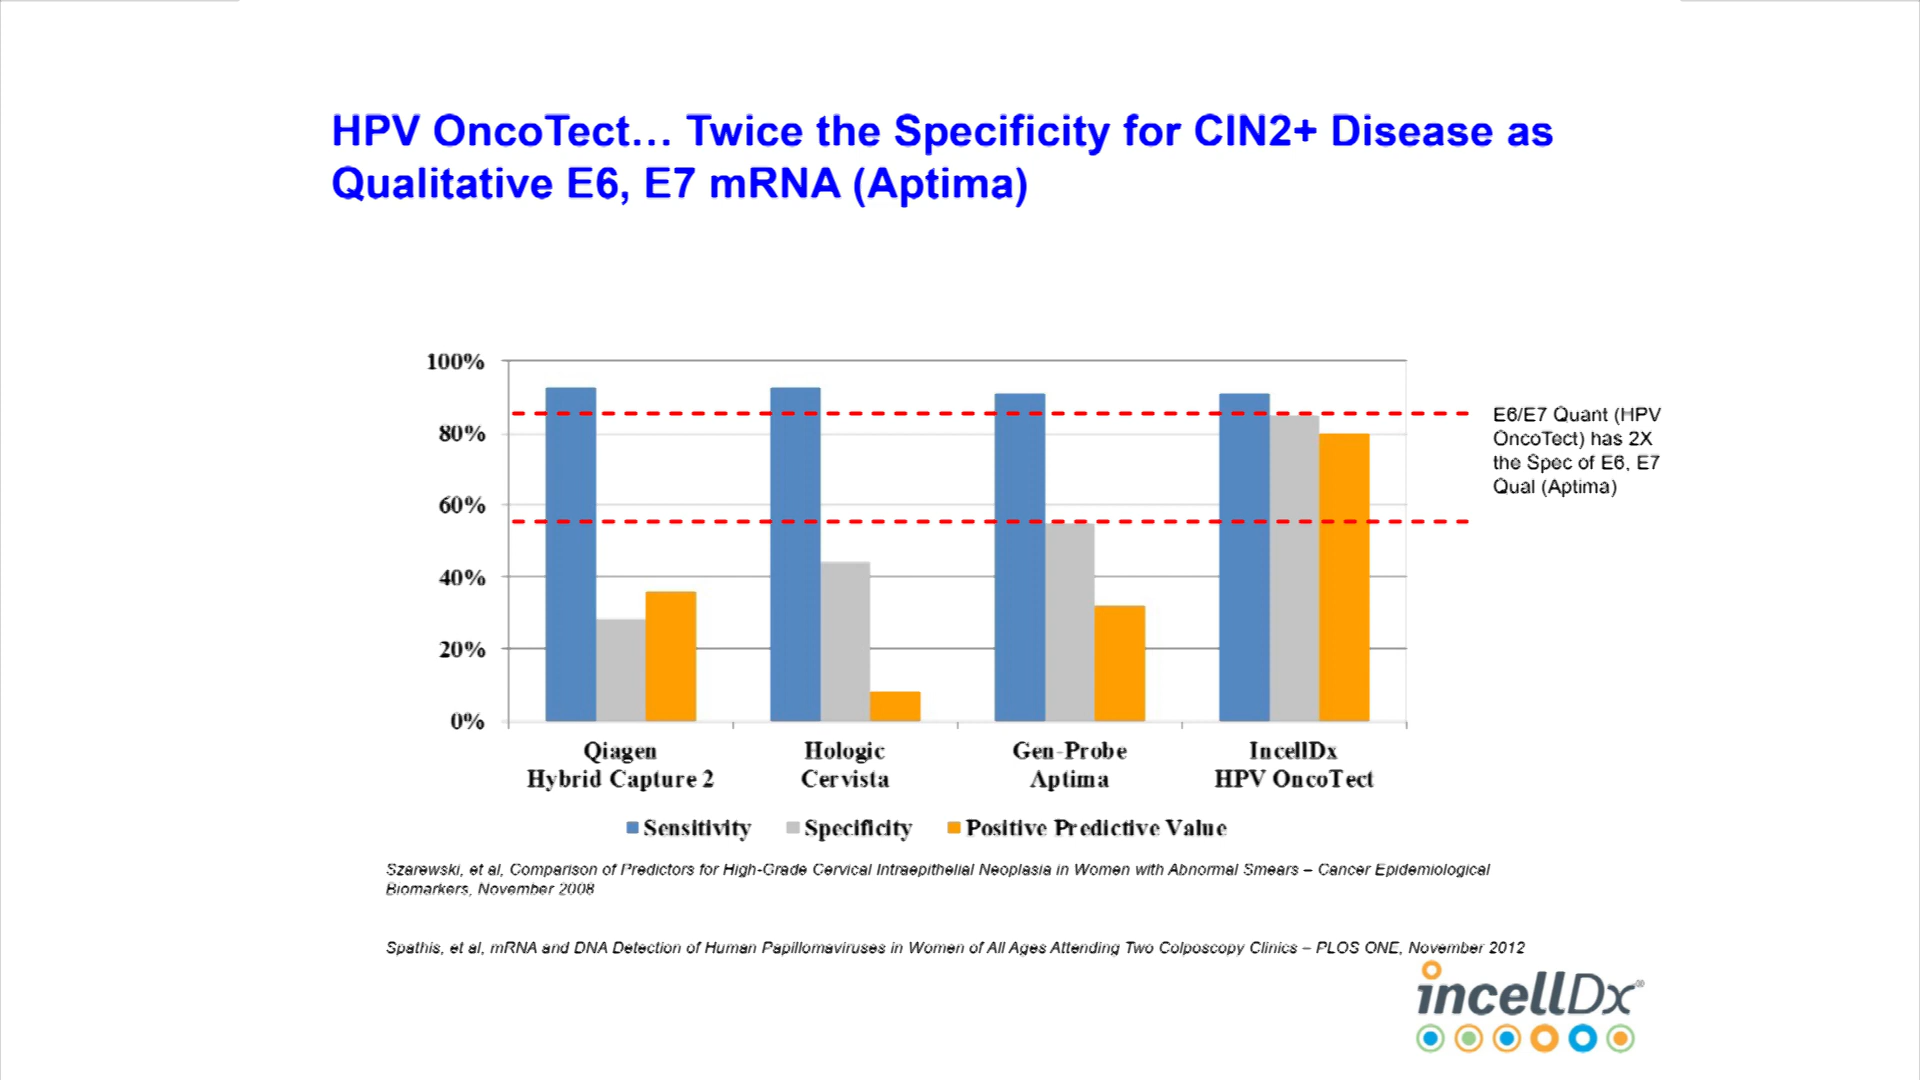 HPV OncoTect… Twice the Specificity for CIN2+ Disease as
Qualitative E6, E7 mRNA (Aptima)
100%
80%
60%
40%
20%
0%
E6/E7 Quant (HPV
OncoTect) has 2X
the Spec of E6, E7
Qual (Aptima)
Qiagen
Hybrid Capture 2
Hologic
Cervista
Gen-Probe
Aptima
IncellDx
HPV OncoTect
Sensitivity
Specificity
Positive Predictive Value
Szarewski, et al, Comparison of Predictors for High-Grade Cervical Intraepithelial Neoplasia in Women with Abnormal Smears – Cancer Epidemiological
Biomarkers, November 2008
Spathis, et al, mRNA and DNA Detection of Human Papillomaviruses in Women of All Ages Attending Two Colposcopy Clinics – PLOS ONE, November 2012
incellDx®